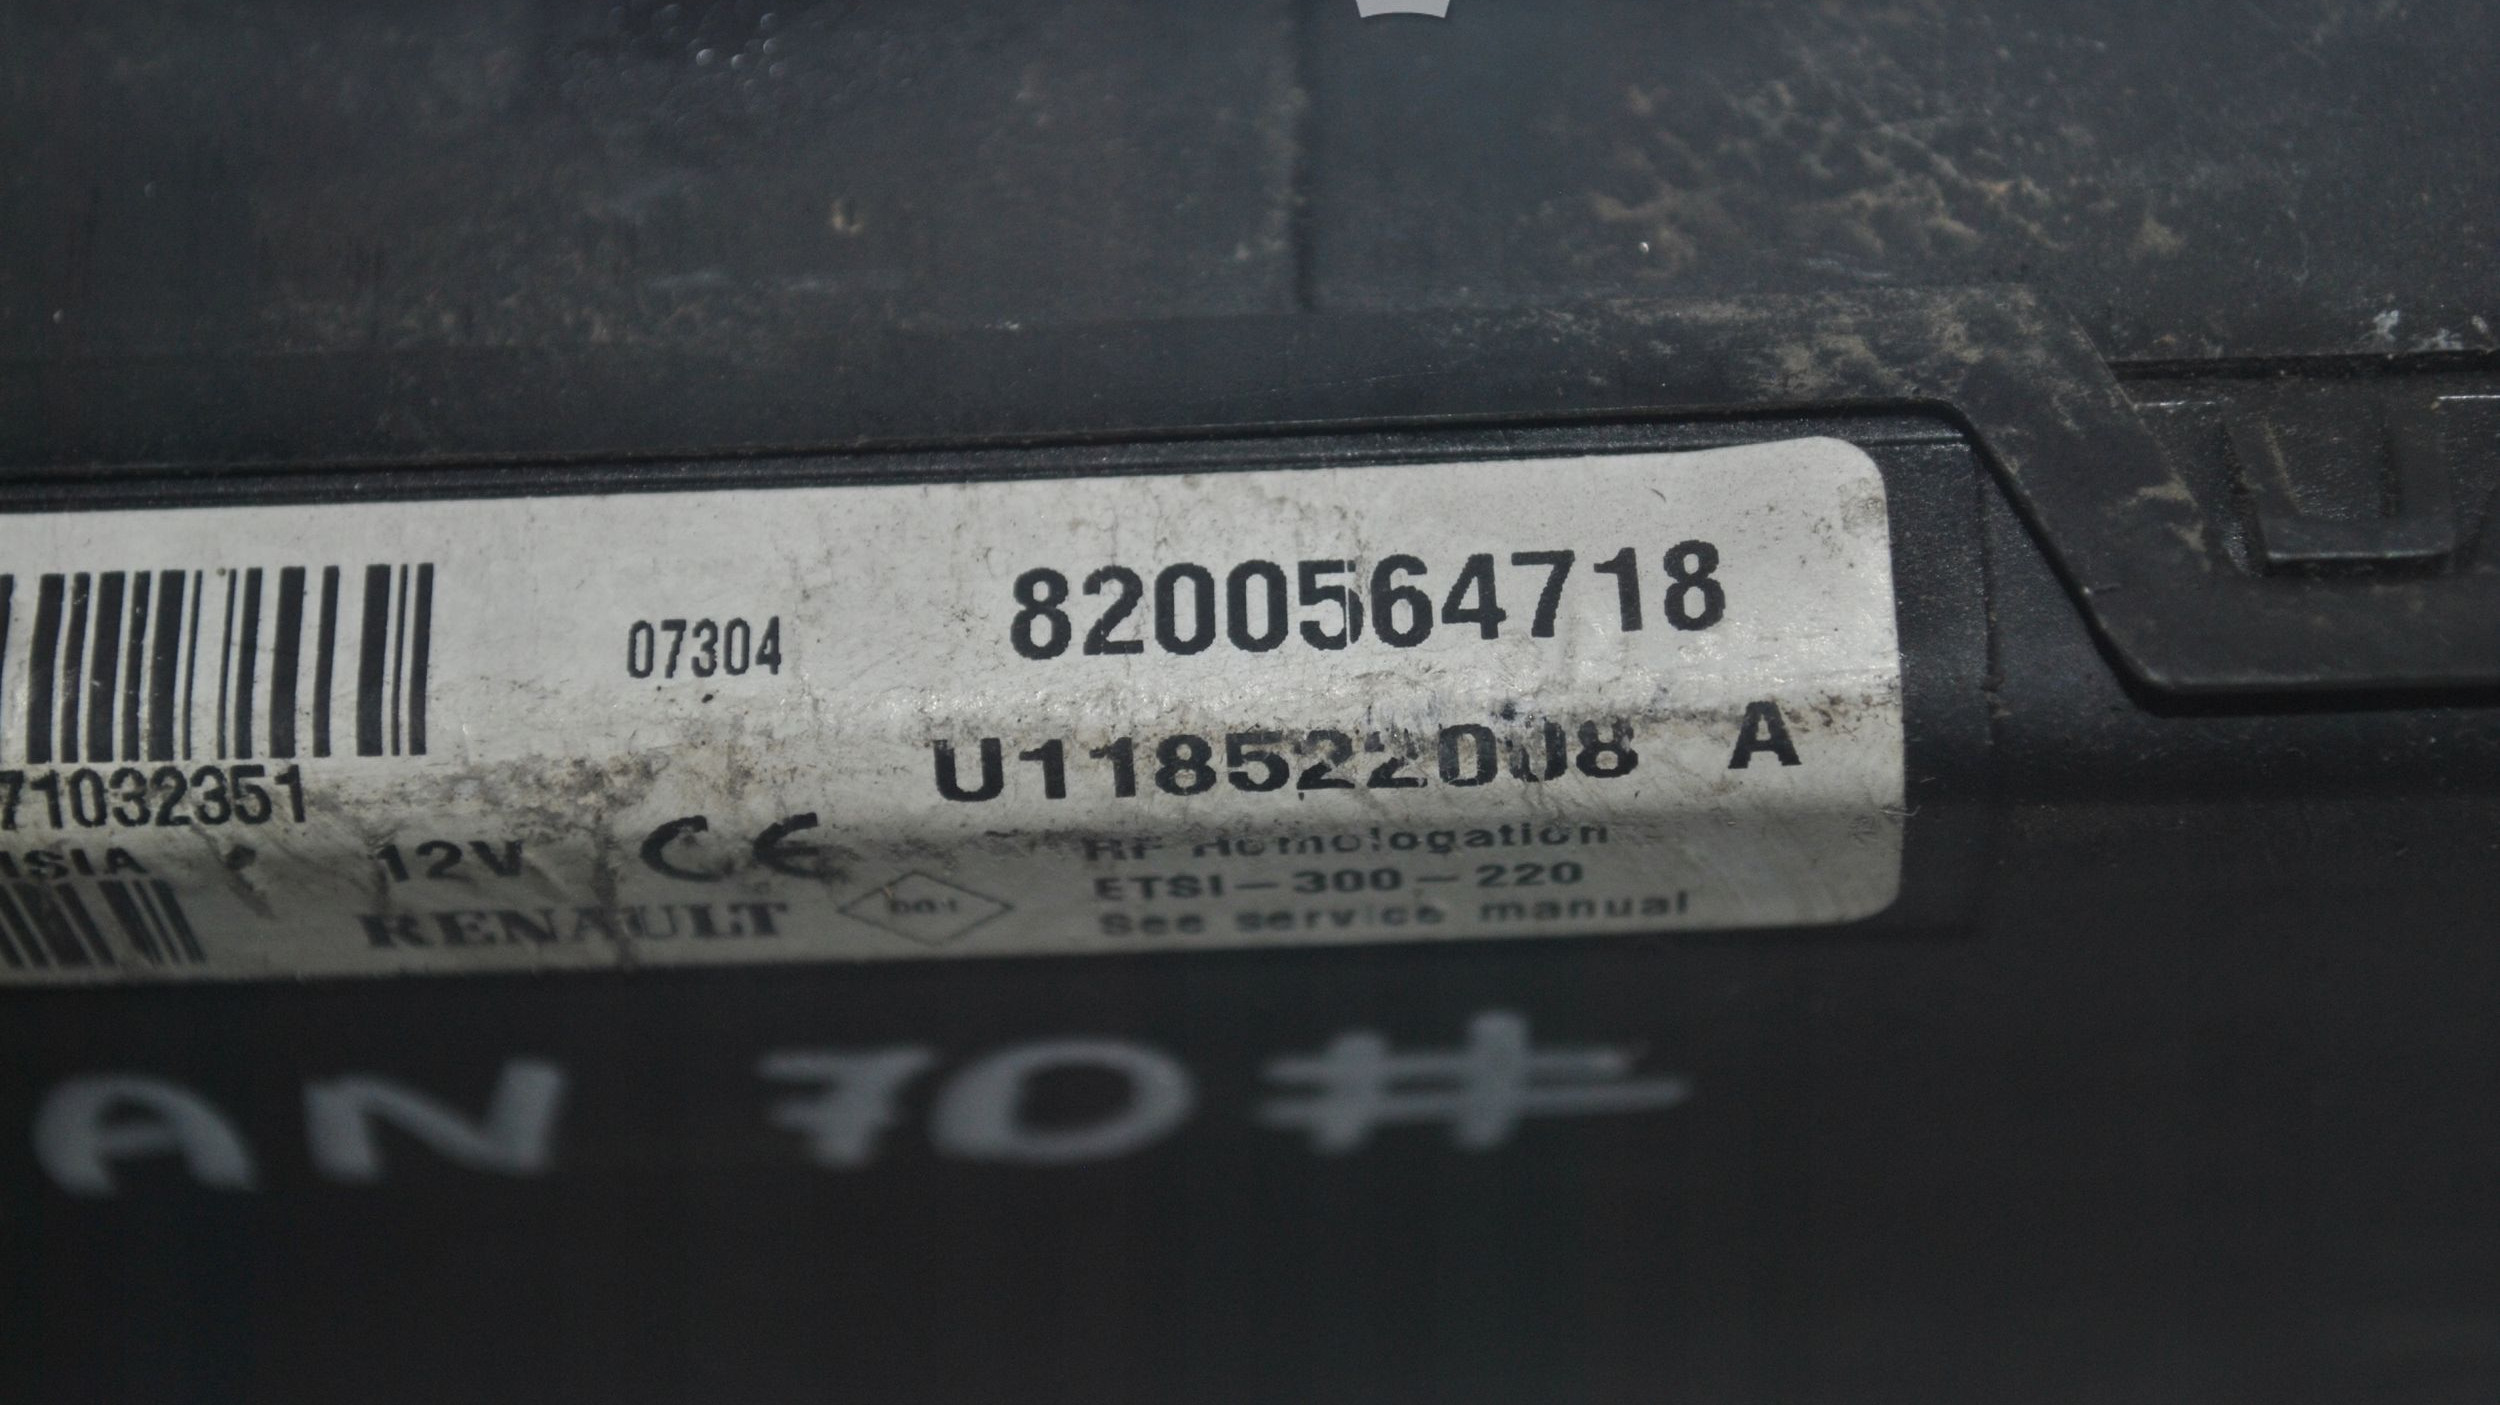 07304 8200564718
U118522008 A
71032351
12V CE
RF Homologation
ETSI-300-220
RENAULT
See service manual
AN 70#